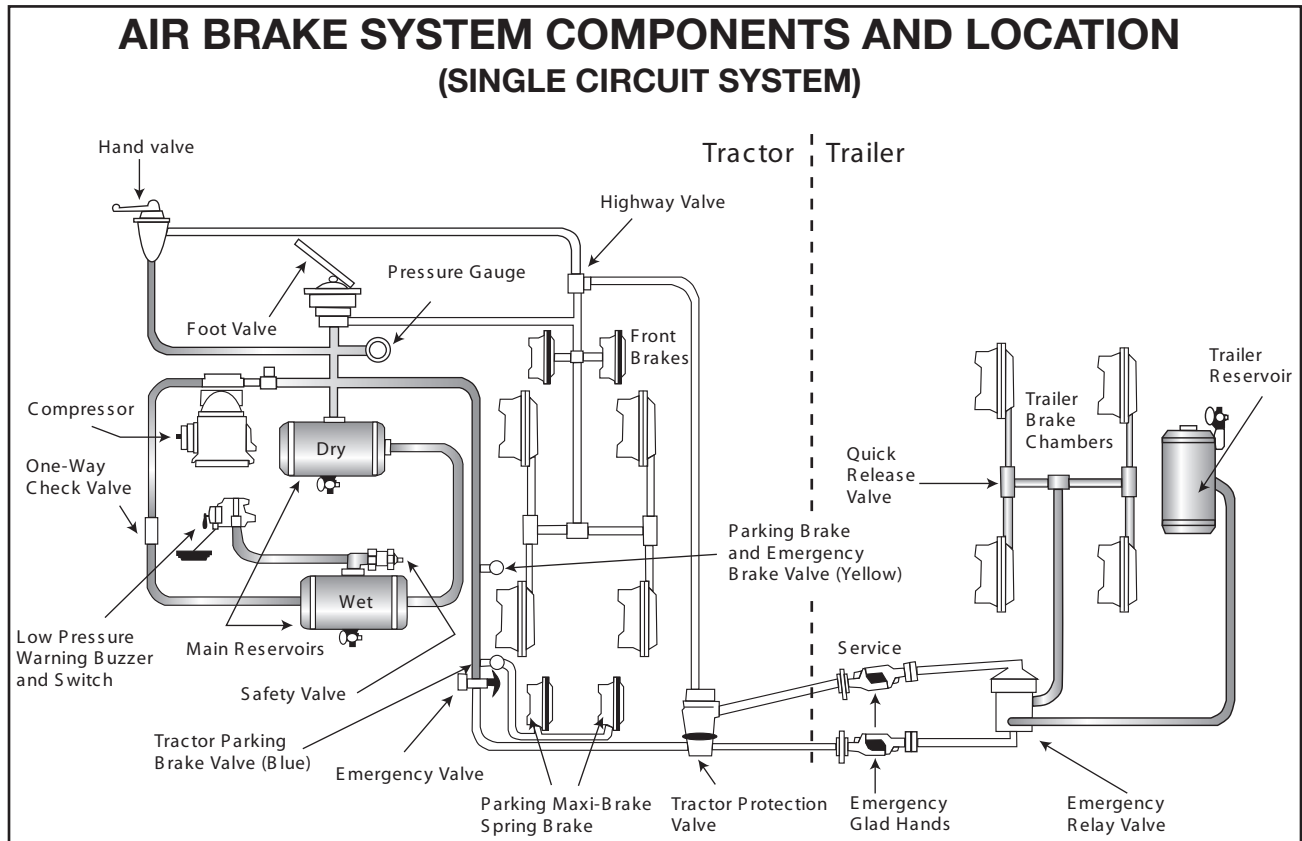 AIR BRAKE SYSTEM COMPONENTS AND LOCATION
(SINGLE CIRCUIT SYSTEM)
Hand valve
Tractor
Trailer
Highway Valve
Pressure Gauge
Foot Valve
Front
Brakes
Trailer
Reservoir
Compressor
Dry
Trailer
Brake
Chambers
One-Way
Check Valve
Quick
Release
Valve
Parking Brake
and Emergency
Brake Valve (Yellow)
Wet
Low Pressure
Warning Buzzer
and Switch
Main Reservoirs
Service
Safety Valve
Tractor Parking
Brake Valve (Blue)
Emergency Valve
Parking Maxi-Brake
Spring Brake
Tractor Protection
Valve
Emergency
Glad Hands
Emergency
Relay Valve